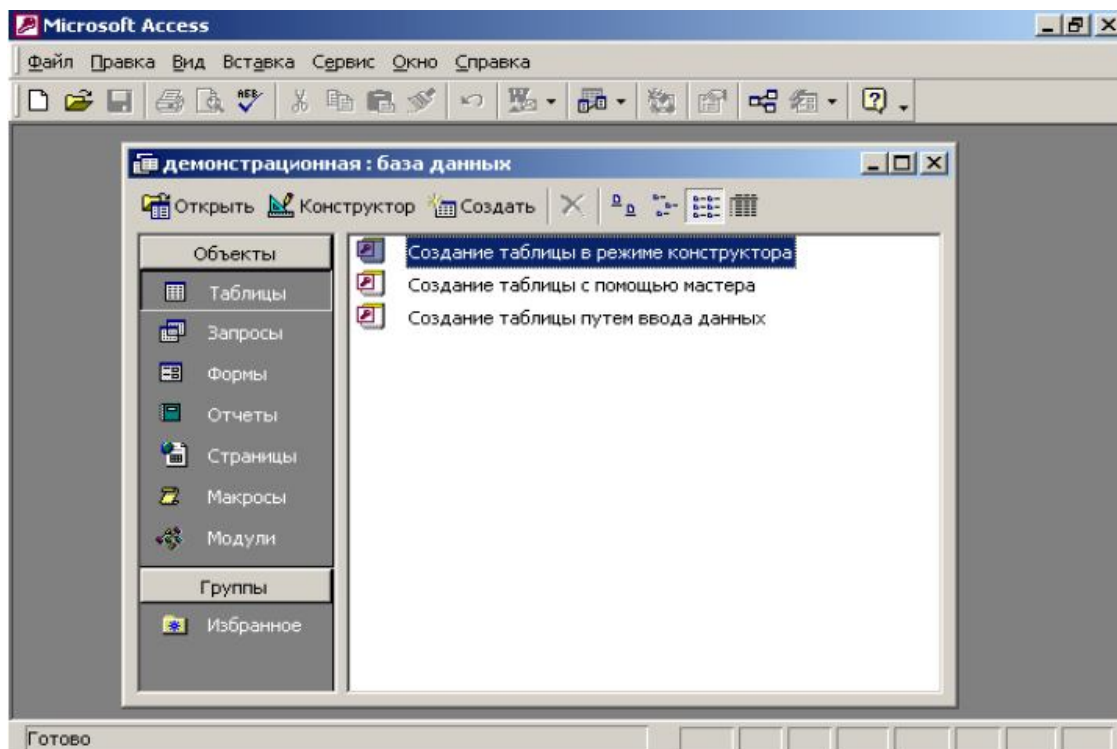 Microsoft Access
Файл Правка Вид Вставка Сервис Окно Справка
демонстрационная : база данных
Открыть Конструктор Создать
Объекты
Таблицы
Запросы
Формы
Отчеты
Страницы
Макросы
Модули
Группы
Избранное
Создание таблицы в режиме конструктора
Создание таблицы с помощью мастера
Создание таблицы путем ввода данных
Готово